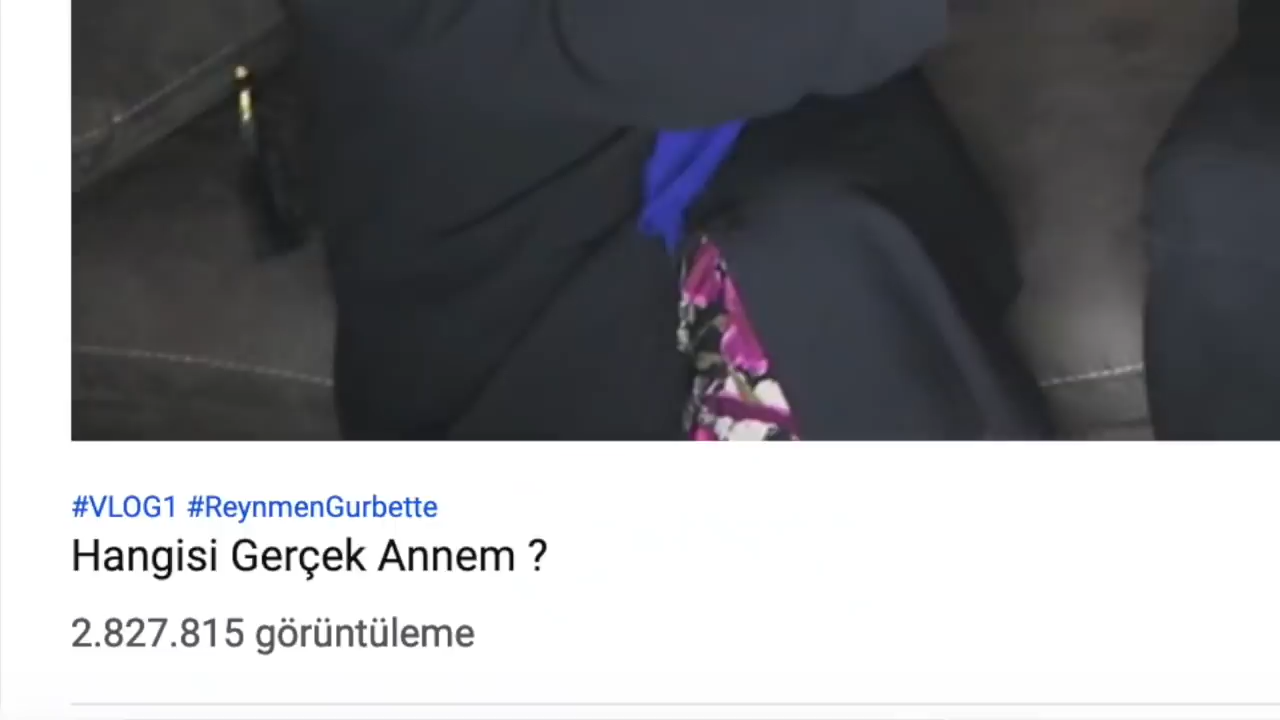 #VLOG1 #ReynmenGurbette
Hangisi Gerçek Annem ?
2.827.815 görüntüleme